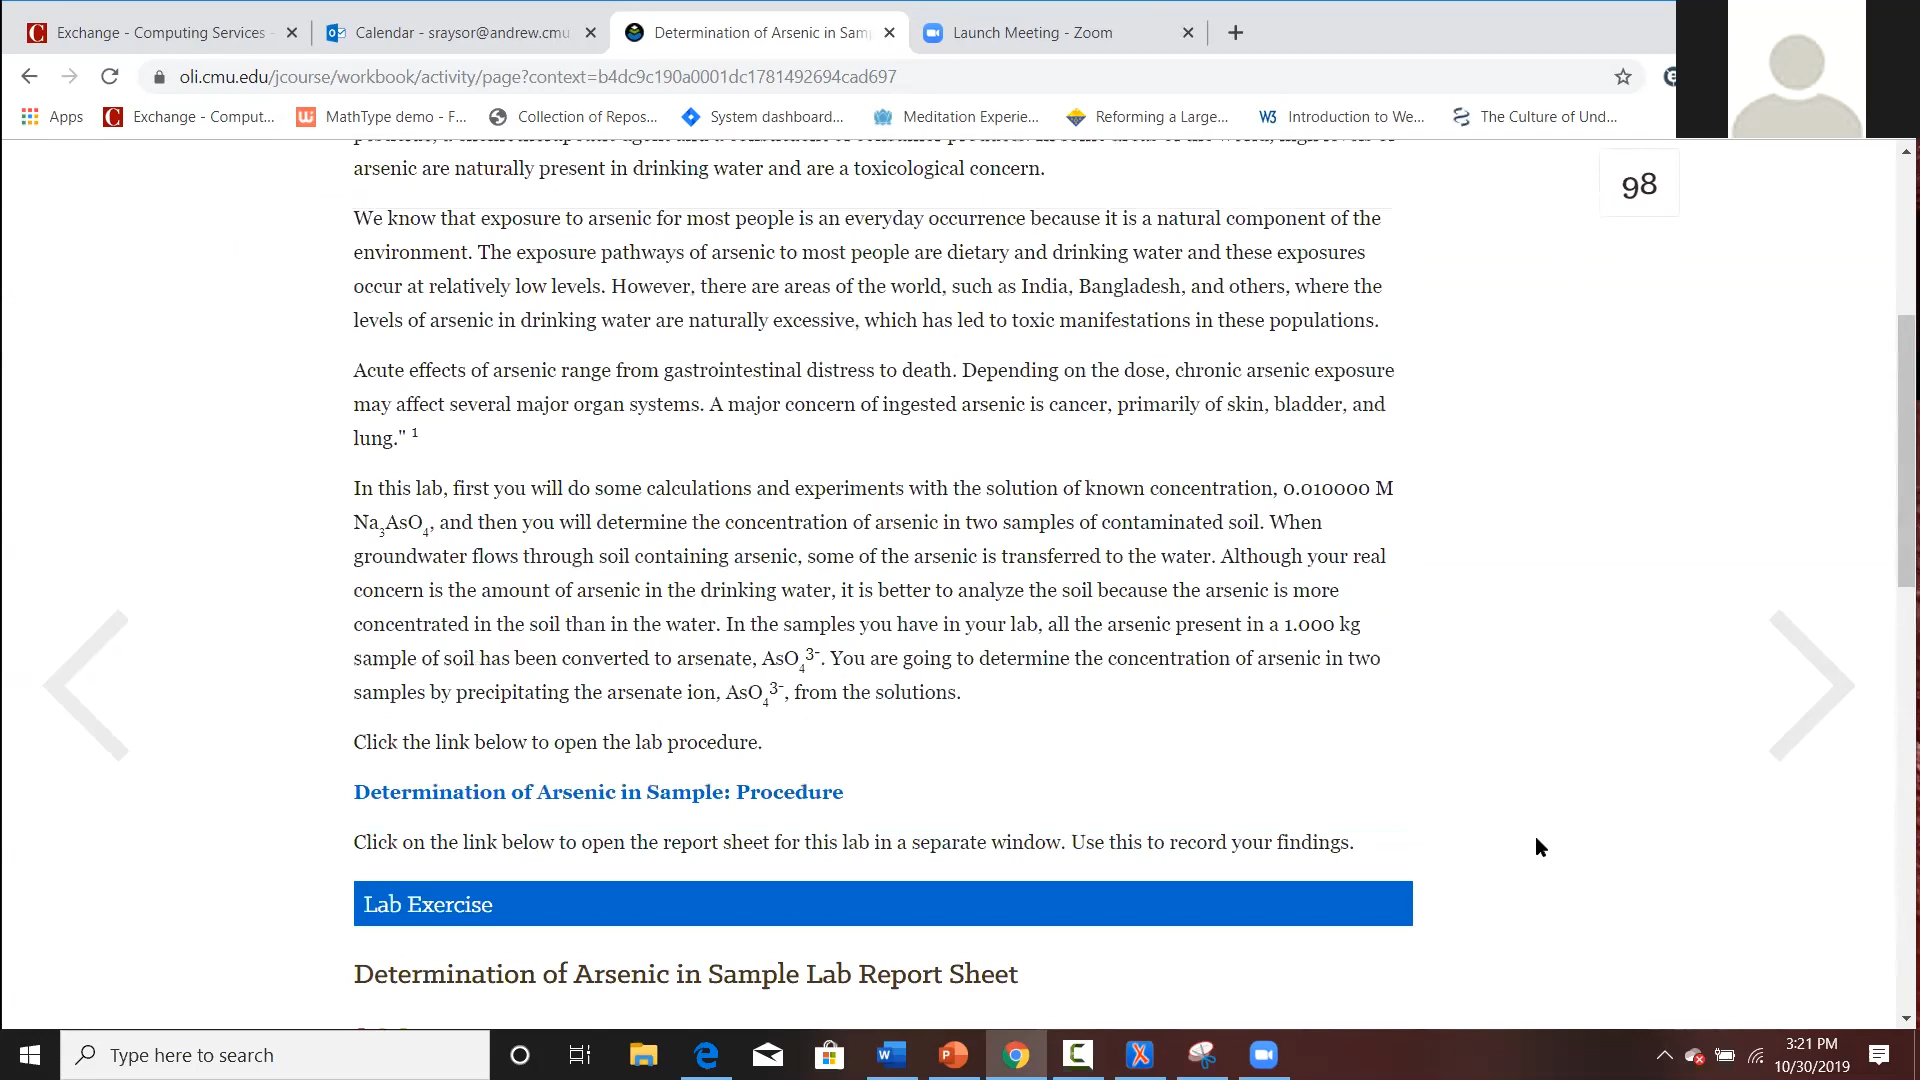 Exchange - Computing Services -
Calendar - sraysor@andrew.cmu
Determination of Arsenic in Sam
Launch Meeting - Zoom
oli.cmu.edu/jcourse/workbook/activity/page?context=b4dc9c190a0001dc1781492694cad697
Apps
Exchange - Comput...
MathType demo - F...
Collection of Repos...
System dashboard...
Meditation Experie...
Reforming a Large...
W3 Introduction to We...
The Culture of Und...
arsenic are naturally present in drinking water and are a toxicological concern.
98
We know that exposure to arsenic for most people is an everyday occurrence because it is a natural component of the
environment. The exposure pathways of arsenic to most people are dietary and drinking water and these exposures
occur at relatively low levels. However, there are areas of the world, such as India, Bangladesh, and others, where the
levels of arsenic in drinking water are naturally excessive, which has led to toxic manifestations in these populations.
Acute effects of arsenic range from gastrointestinal distress to death. Depending on the dose, chronic arsenic exposure
may affect several major organ systems. A major concern of ingested arsenic is cancer, primarily of skin, bladder, and
lung." ¹
In this lab, first you will do some calculations and experiments with the solution of known concentration, 0.010000 M
Na₃AsO₄, and then you will determine the concentration of arsenic in two samples of contaminated soil. When
groundwater flows through soil containing arsenic, some of the arsenic is transferred to the water. Although your real
concern is the amount of arsenic in the drinking water, it is better to analyze the soil because the arsenic is more
concentrated in the soil than in the water. In the samples you have in your lab, all the arsenic present in a 1.000 kg
sample of soil has been converted to arsenate, AsO₄³⁻. You are going to determine the concentration of arsenic in two
samples by precipitating the arsenate ion, AsO₄³⁻, from the solutions.
Click the link below to open the lab procedure.
Determination of Arsenic in Sample: Procedure
Click on the link below to open the report sheet for this lab in a separate window. Use this to record your findings.
Lab Exercise
Determination of Arsenic in Sample Lab Report Sheet
Type here to search
3:21 PM
10/30/2019